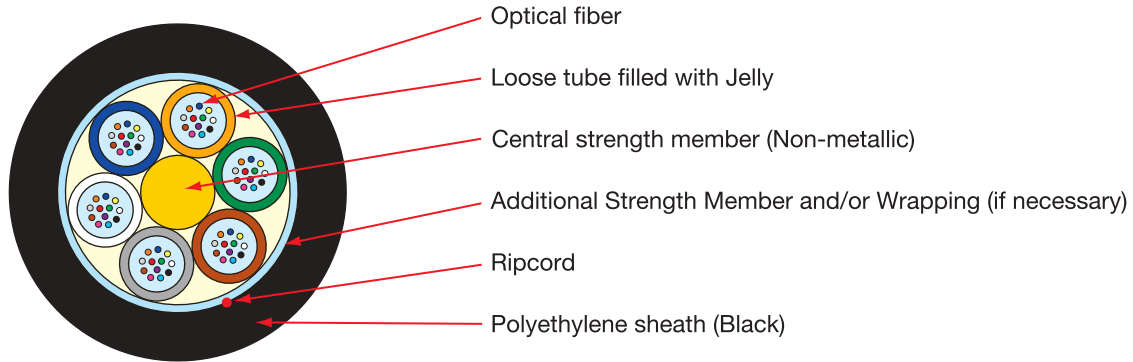 Optical fiber
Loose tube filled with Jelly
Central strength member (Non-metallic)
Additional Strength Member and/or Wrapping (if necessary)
Ripcord
Polyethylene sheath (Black)